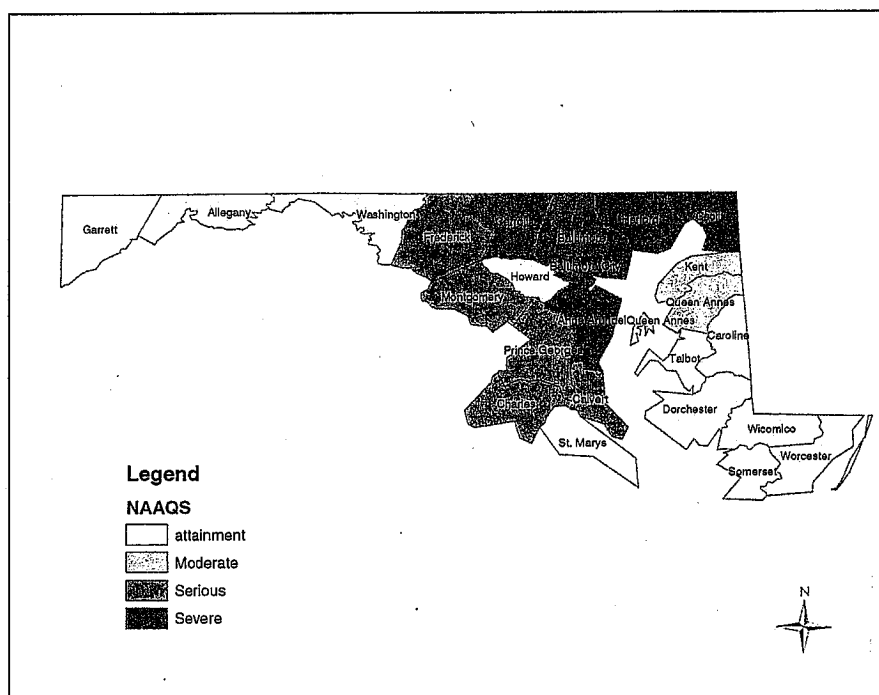 Garrett
Allegany
Washington
Frederick
Carroll
Baltimore
Harford
Cecil
Baltimore City
Howard
Montgomery
Kent
Queen Annes
Anne Arundel
Queen Annes
Caroline
Prince Georges
Talbot
Charles
Calvert
Dorchester
St. Marys
Wicomico
Worcester
Somerset
Legend
NAAQS
attainment
Moderate
Serious
Severe
N